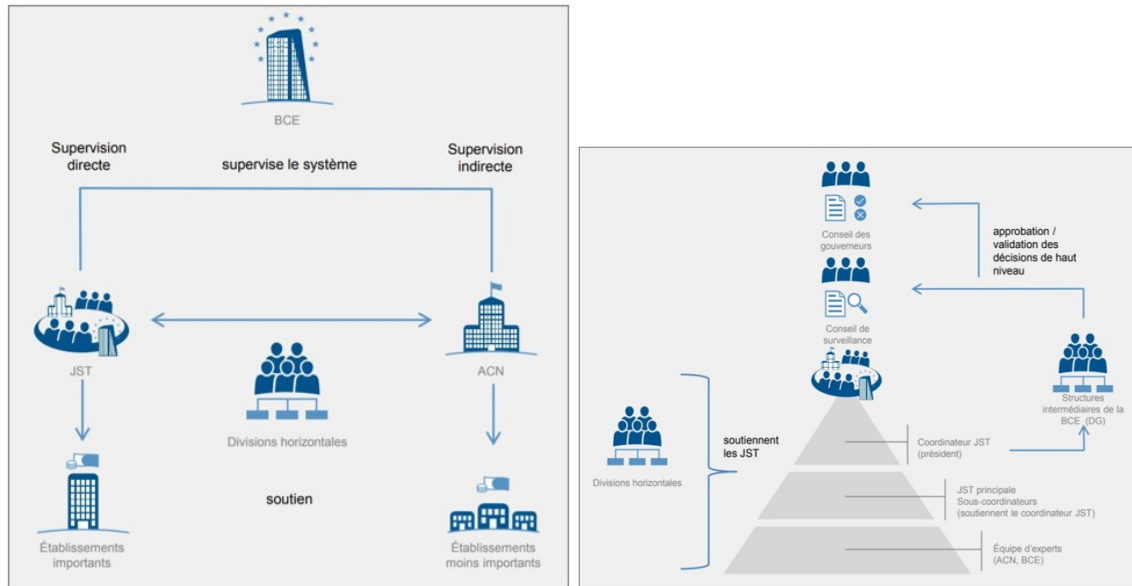 BCE
Supervision
directe
supervise le système
Supervision
indirecte
JST
ACN
Divisions horizontales
soutien
Établissements
importants
Établissements
moins importants
Conseil des
gouverneurs
approbation /
validation des
décisions de haut
niveau
Conseil de
surveillance
Structures
intermédiaires de la
BCE (DG)
soutiennent
les JST
Divisions horizontales
Coordinateur JST
(président)
JST principale
Sous-coordinateurs
(soutiennent le coordinateur JST)
Équipe d'experts
(ACN, BCE)